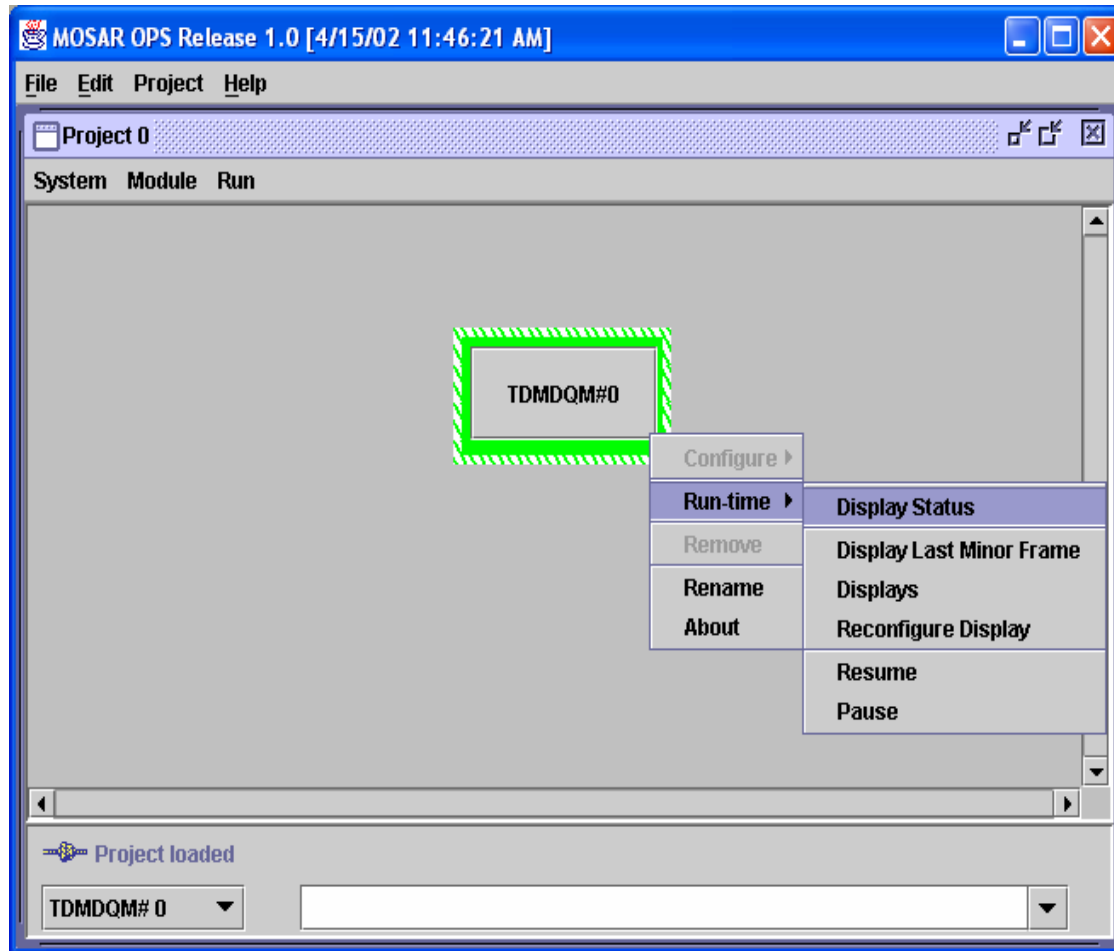 MOSAR OPS Release 1.0 [4/15/02 11:46:21 AM]
File Edit Project Help
Project 0
System Module Run
TDMDQM#0
Configure
Run-time
Remove
Rename
About
Display Status
Display Last Minor Frame
Displays
Reconfigure Display
Resume
Pause
Project loaded
TDMDQM# 0